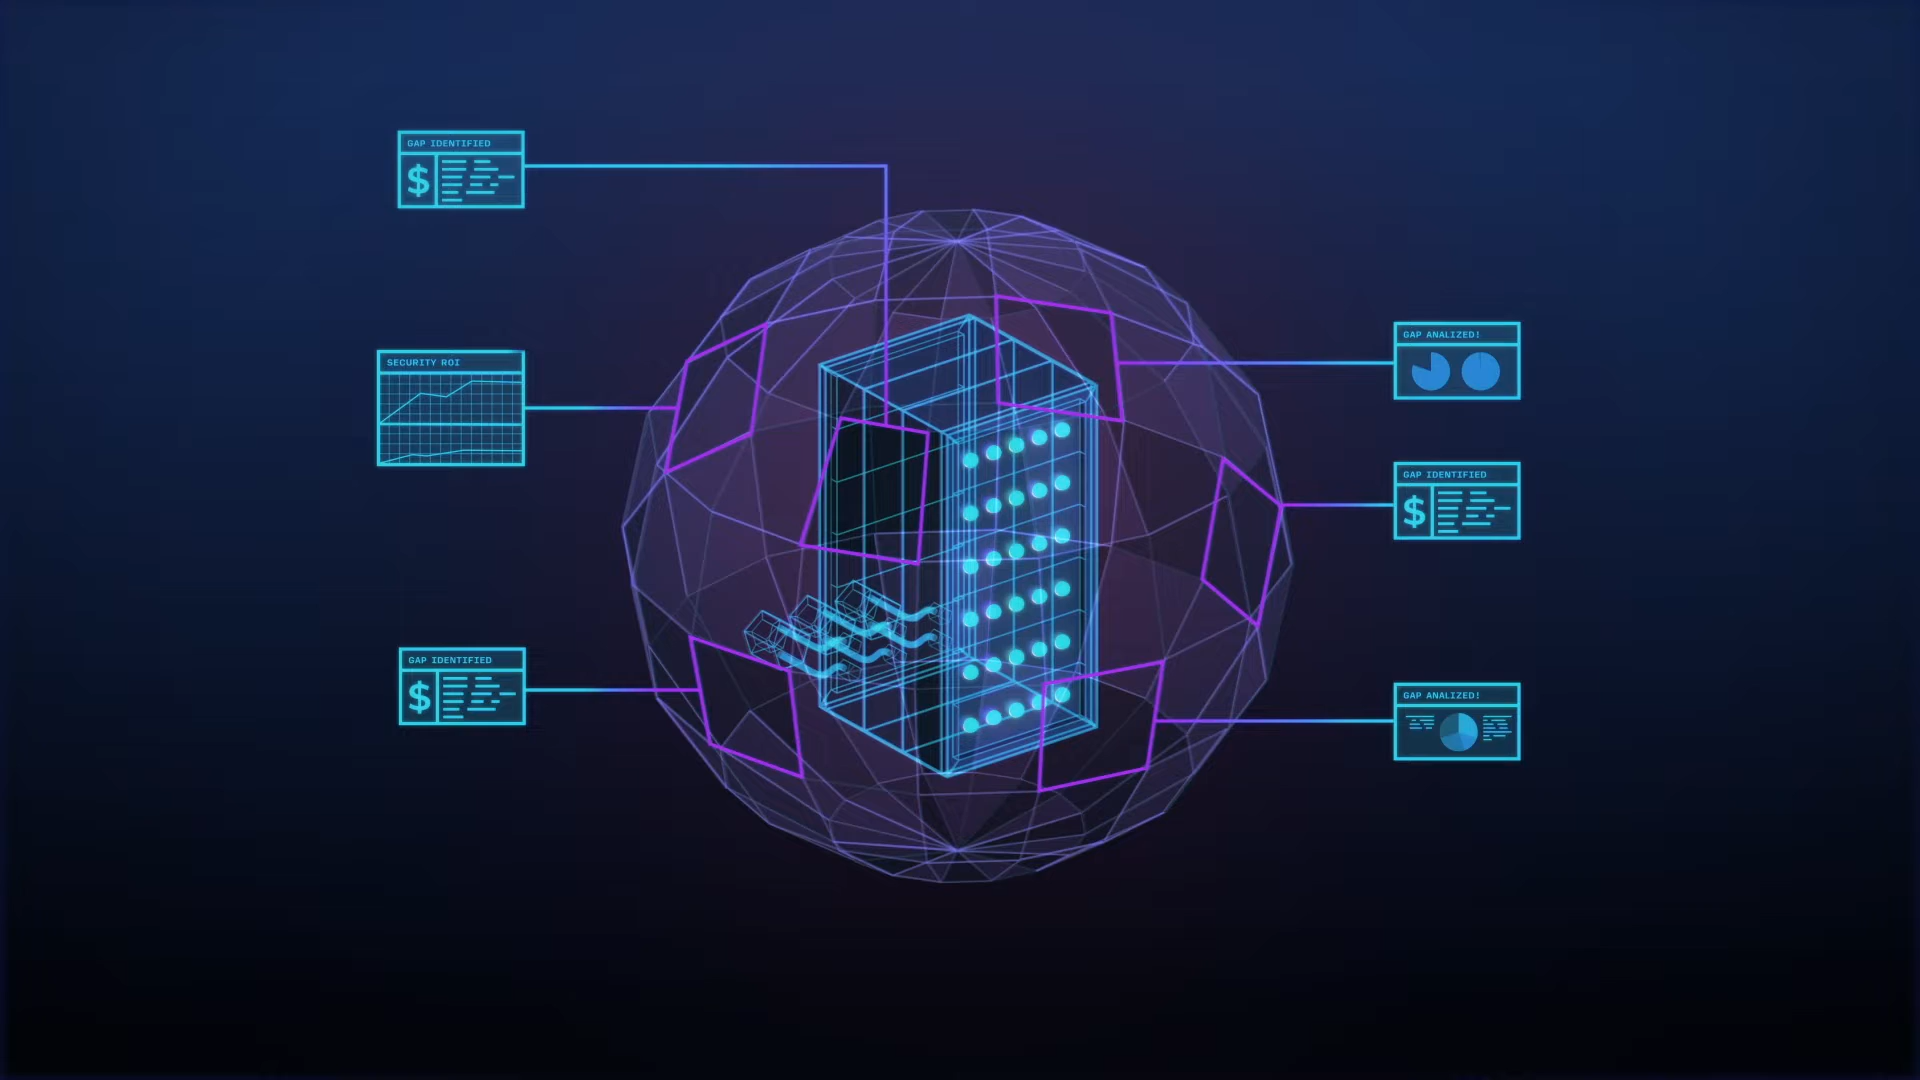 GAP IDENTIFIED
$
SECURITY ROI
GAP IDENTIFIED
$
GAP ANALIZED!
GAP IDENTIFIED
$
GAP ANALIZED!